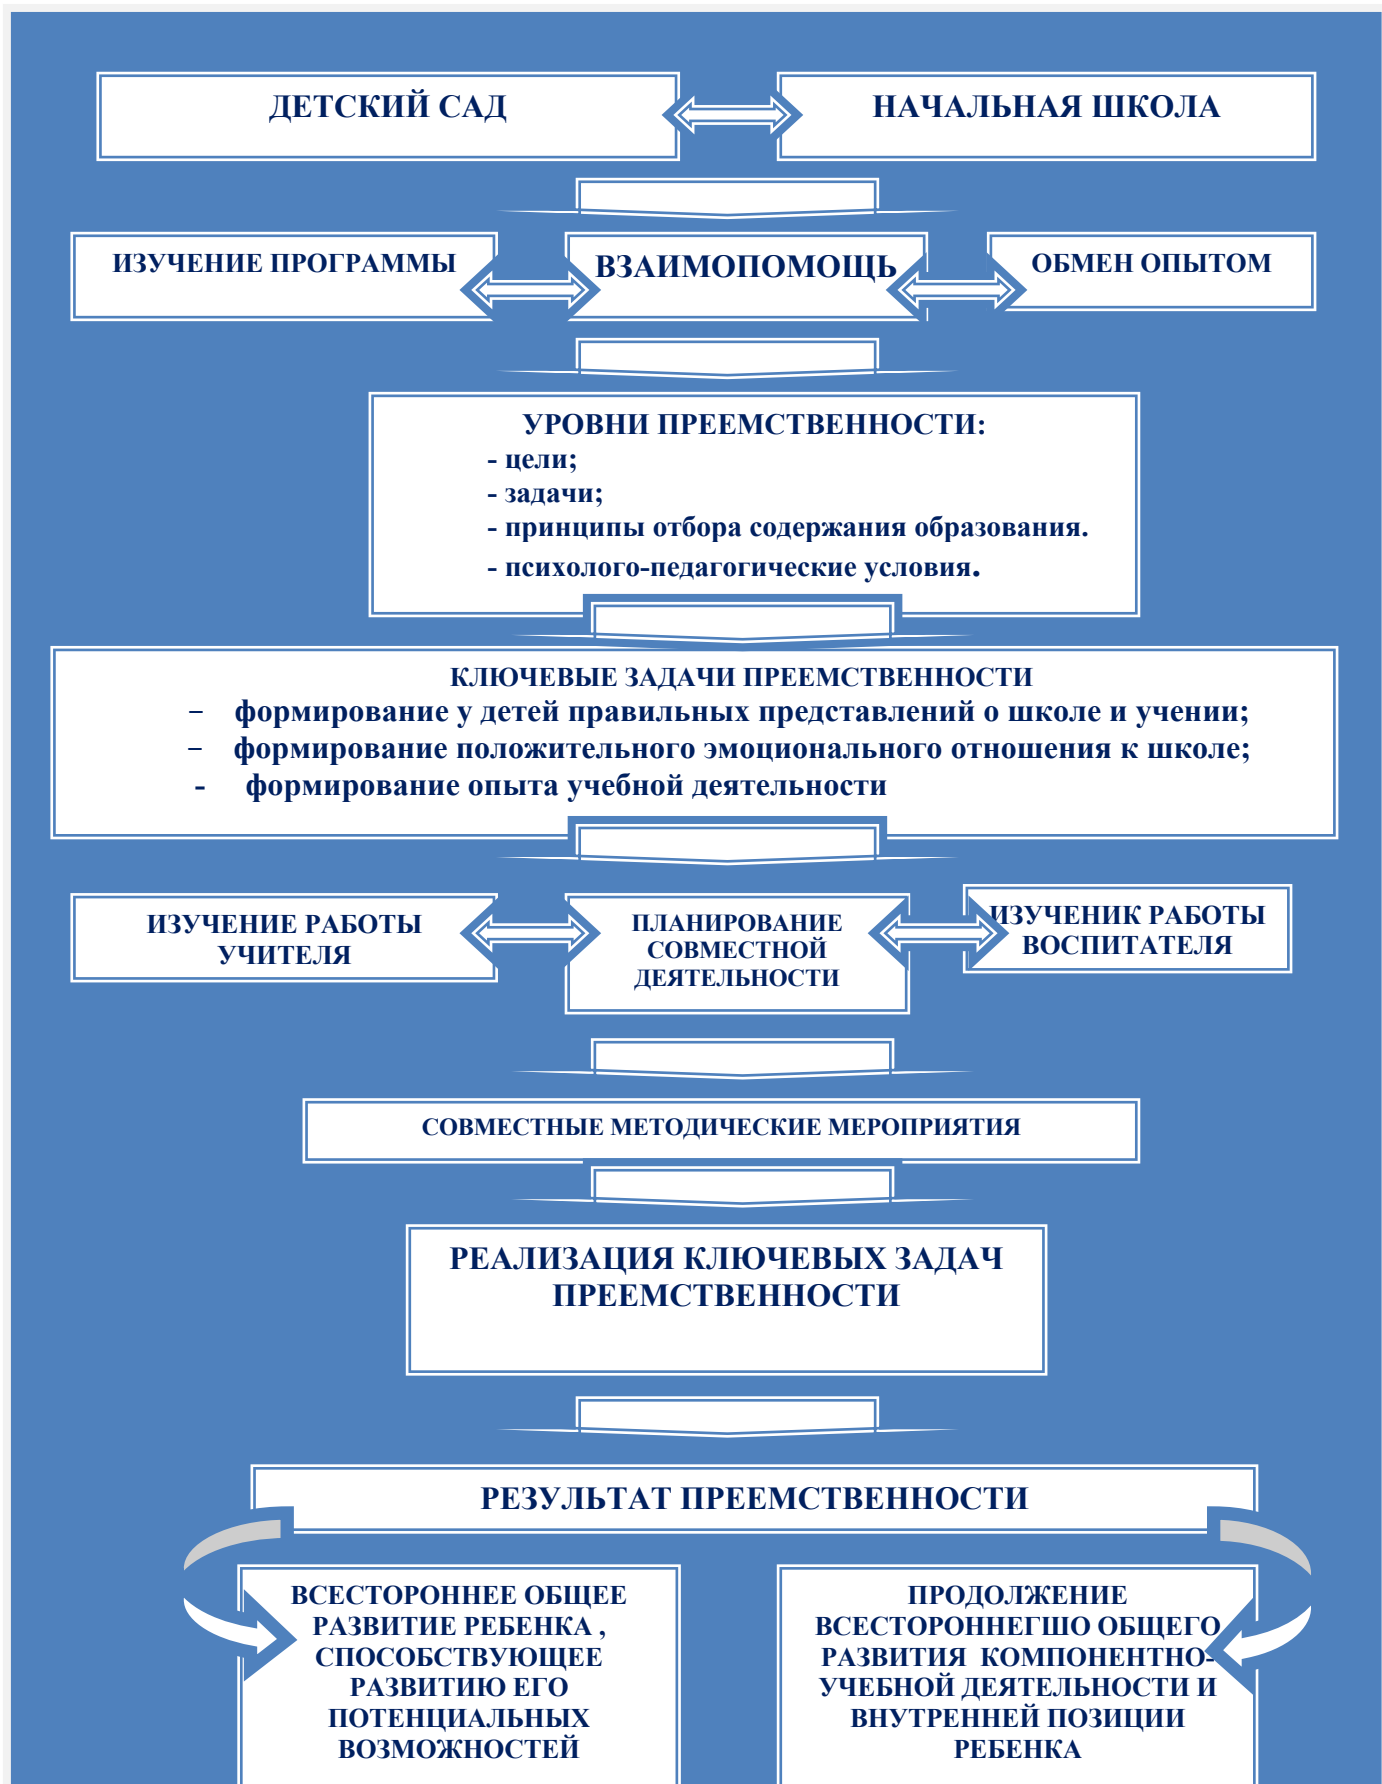 ДЕТСКИЙ САД
НАЧАЛЬНАЯ ШКОЛА
ИЗУЧЕНИЕ ПРОГРАММЫ
ВЗАИМОПОМОЩЬ
ОБМЕН ОПЫТОМ
УРОВНИ ПРЕЕМСТВЕННОСТИ:
- цели;
- задачи;
- принципы отбора содержания образования.
- психолого-педагогические условия.
КЛЮЧЕВЫЕ ЗАДАЧИ ПРЕЕМСТВЕННОСТИ
– формирование у детей правильных представлений о школе и учении;
– формирование положительного эмоционального отношения к школе;
- формирование опыта учебной деятельности
ИЗУЧЕНИЕ РАБОТЫ
УЧИТЕЛЯ
ПЛАНИРОВАНИЕ
СОВМЕСТНОЙ
ДЕЯТЕЛЬНОСТИ
ИЗУЧЕНИК РАБОТЫ
ВОСПИТАТЕЛЯ
СОВМЕСТНЫЕ МЕТОДИЧЕСКИЕ МЕРОПРИЯТИЯ
РЕАЛИЗАЦИЯ КЛЮЧЕВЫХ ЗАДАЧ
ПРЕЕМСТВЕННОСТИ
РЕЗУЛЬТАТ ПРЕЕМСТВЕННОСТИ
ВСЕСТОРОННЕЕ ОБЩЕЕ
РАЗВИТИЕ РЕБЕНКА ,
СПОСОБСТВУЮЩЕЕ
РАЗВИТИЮ ЕГО
ПОТЕНЦИАЛЬНЫХ
ВОЗМОЖНОСТЕЙ
ПРОДОЛЖЕНИЕ
ВСЕСТОРОННЕГШО ОБЩЕГО
РАЗВИТИЯ КОМПОНЕНТНО-
УЧЕБНОЙ ДЕЯТЕЛЬНОСТИ И
ВНУТРЕННЕЙ ПОЗИЦИИ
РЕБЕНКА